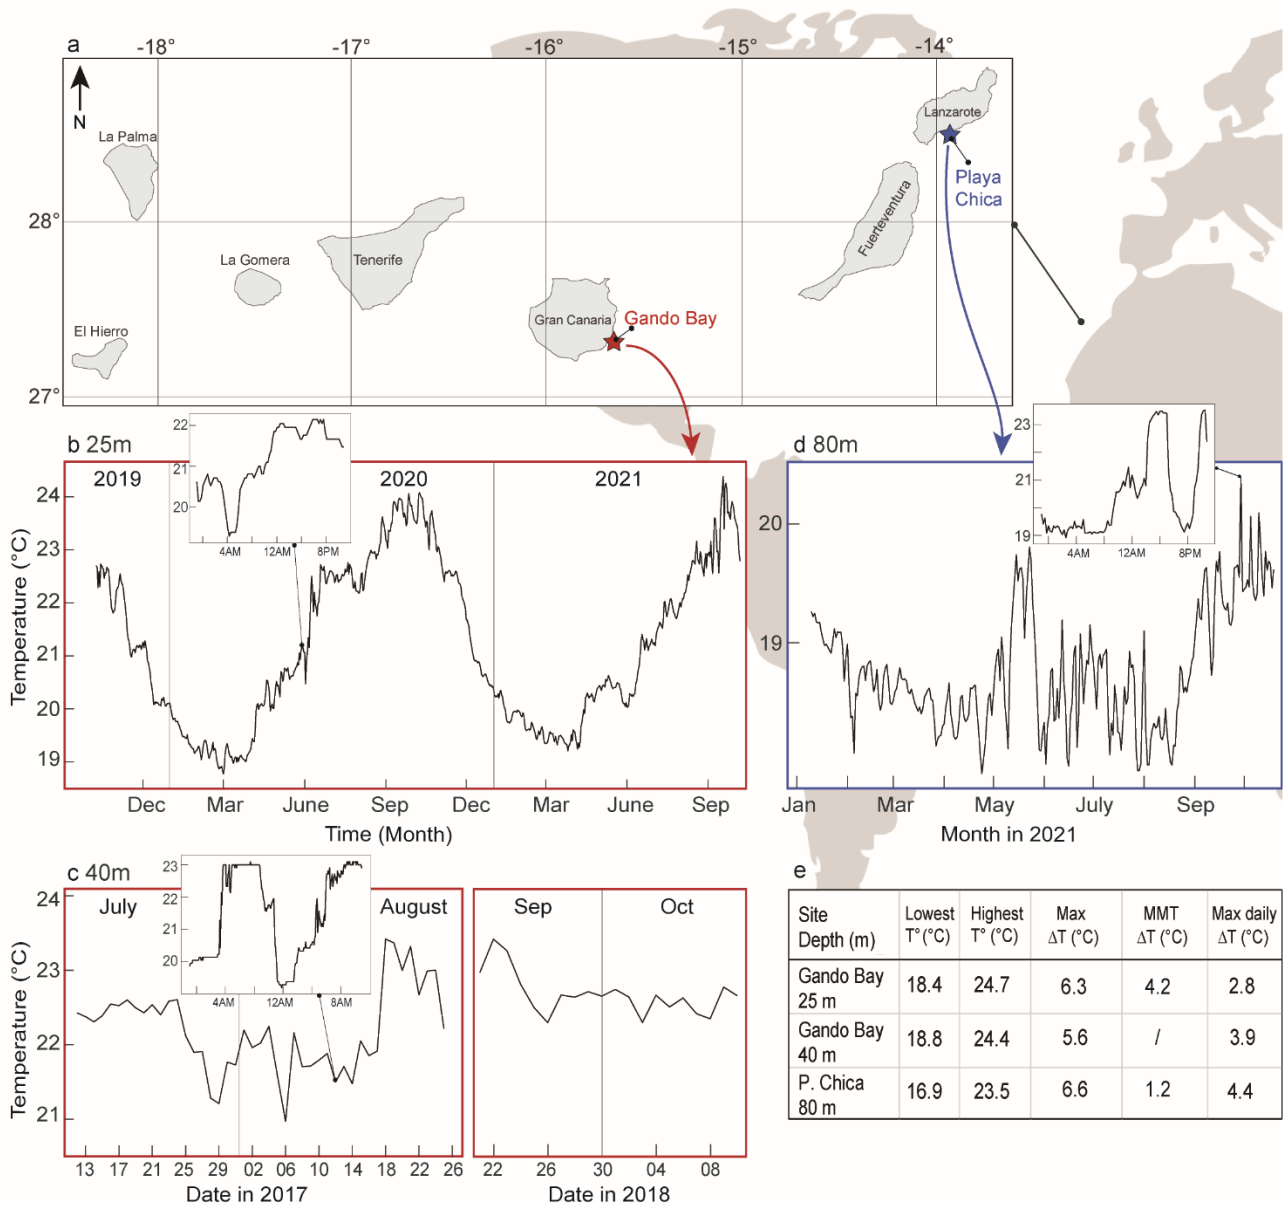 a
-18°
-17°
-16°
-15°
-14°
N
La Palma
Lanzarote
Playa
Chica
28°
Fuerteventura
La Gomera
Tenerife
Gran Canaria
Gando Bay
El Hierro
27°
b 25m
2019
2020
2021
Temperature (°C)
24
23
22
21
20
19
Dec
Mar
June
Sep
Dec
Mar
June
Sep
Time (Month)
22
21
20
4AM
12AM
8PM
d 80m
20
19
Jan
Mar
May
July
Sep
Month in 2021
23
21
19
4AM
12AM
8PM
c 40m
July
August
Sep
Oct
Temperature (°C)
24
23
22
21
13 17 21 25 29 02 06 10 14 18 22 26
Date in 2017
22 26 30 04 08
Date in 2018
23
22
21
20
4AM
12AM
8AM
e
Site Lowest Highest Max MMT Max daily
Depth (m) T° (°C) T° (°C) ΔT (°C) ΔT (°C) ΔT (°C)
Gando Bay
25 m 18.4 24.7 6.3 4.2 2.8
Gando Bay
40 m 18.8 24.4 5.6 / 3.9
P. Chica
80 m 16.9 23.5 6.6 1.2 4.4